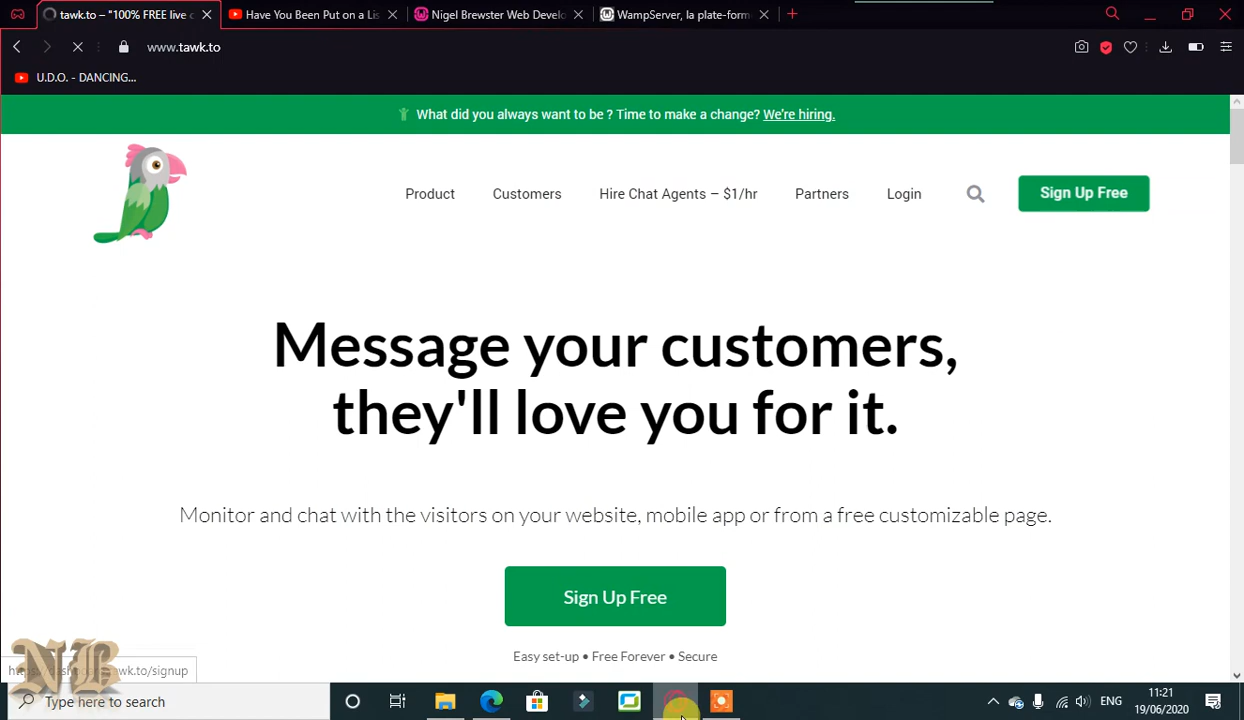 tawk.to – "100% FREE live c
Have You Been Put on a Lis
Nigel Brewster Web Develo
WampServer, la plate-form
www.tawk.to
U.D.O. - DANCING...
What did you always want to be ? Time to make a change? We're hiring.
Product
Customers
Hire Chat Agents – $1/hr
Partners
Login
Sign Up Free
Message your customers,
they'll love you for it.
Monitor and chat with the visitors on your website, mobile app or from a free customizable page.
Sign Up Free
Easy set-up • Free Forever • Secure
NB
Type here to search
ENG
11:21
19/06/2020